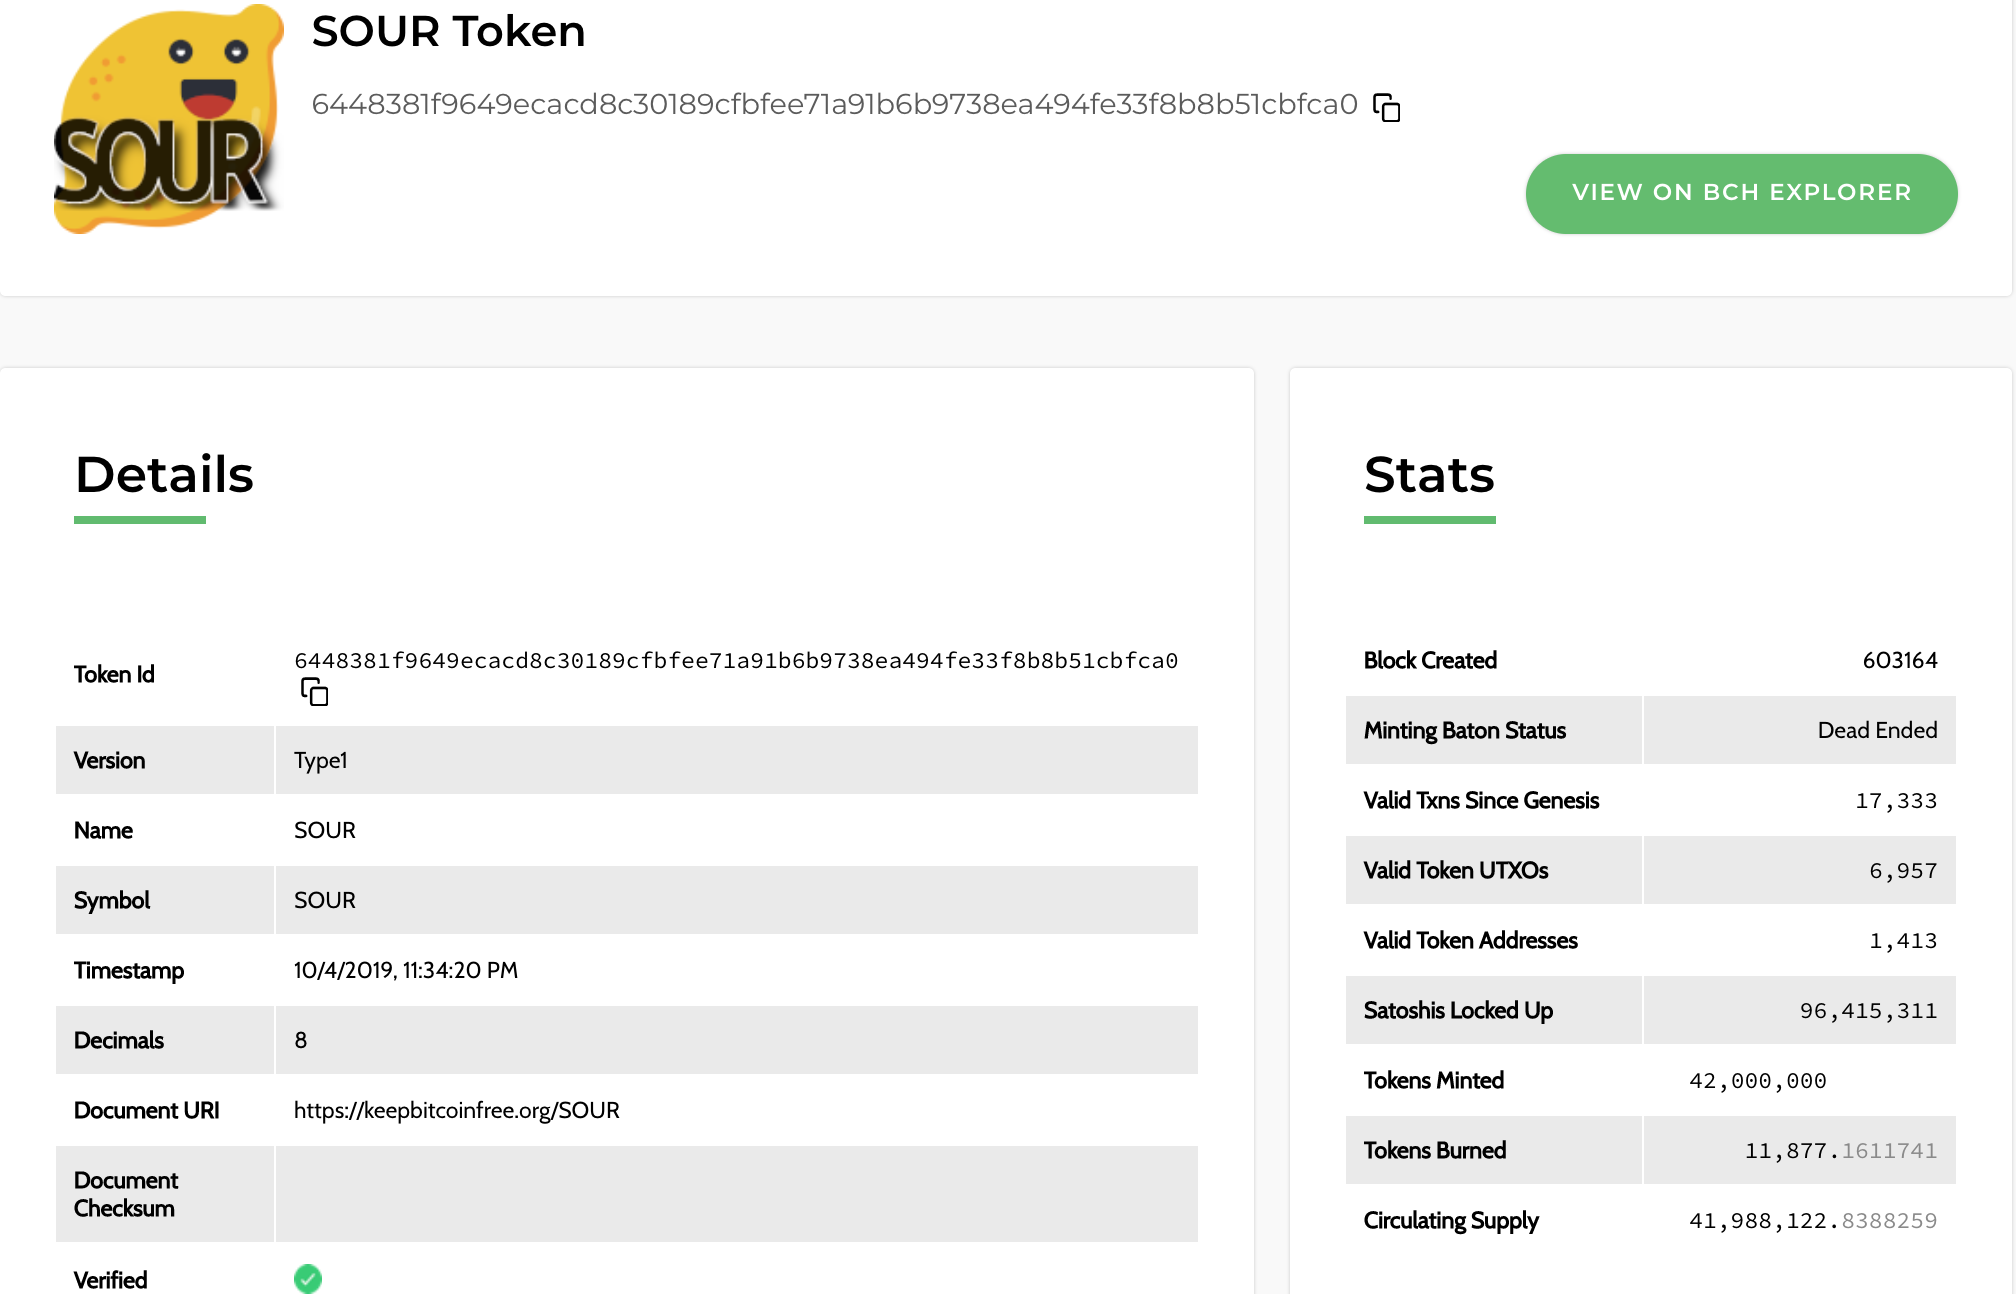 SOUR Token
6448381f9649ecacd8c30189cfbfee71a91b6b9738ea494fe33f8b8b51cbfca0
SOUR
VIEW ON BCH EXPLORER
Details
Token Id
6448381f9649ecacd8c30189cfbfee71a91b6b9738ea494fe33f8b8b51cbfca0
Version Type1
Name SOUR
Symbol SOUR
Timestamp 10/4/2019, 11:34:20 PM
Decimals 8
Document URI https://keepbitcoinfree.org/SOUR
Document
Checksum
Verified
Stats
Block Created 603164
Minting Baton Status Dead Ended
Valid Txns Since Genesis 17,333
Valid Token UTXOs 6,957
Valid Token Addresses 1,413
Satoshis Locked Up 96,415,311
Tokens Minted 42,000,000
Tokens Burned 11,877.1611741
Circulating Supply 41,988,122.8388259